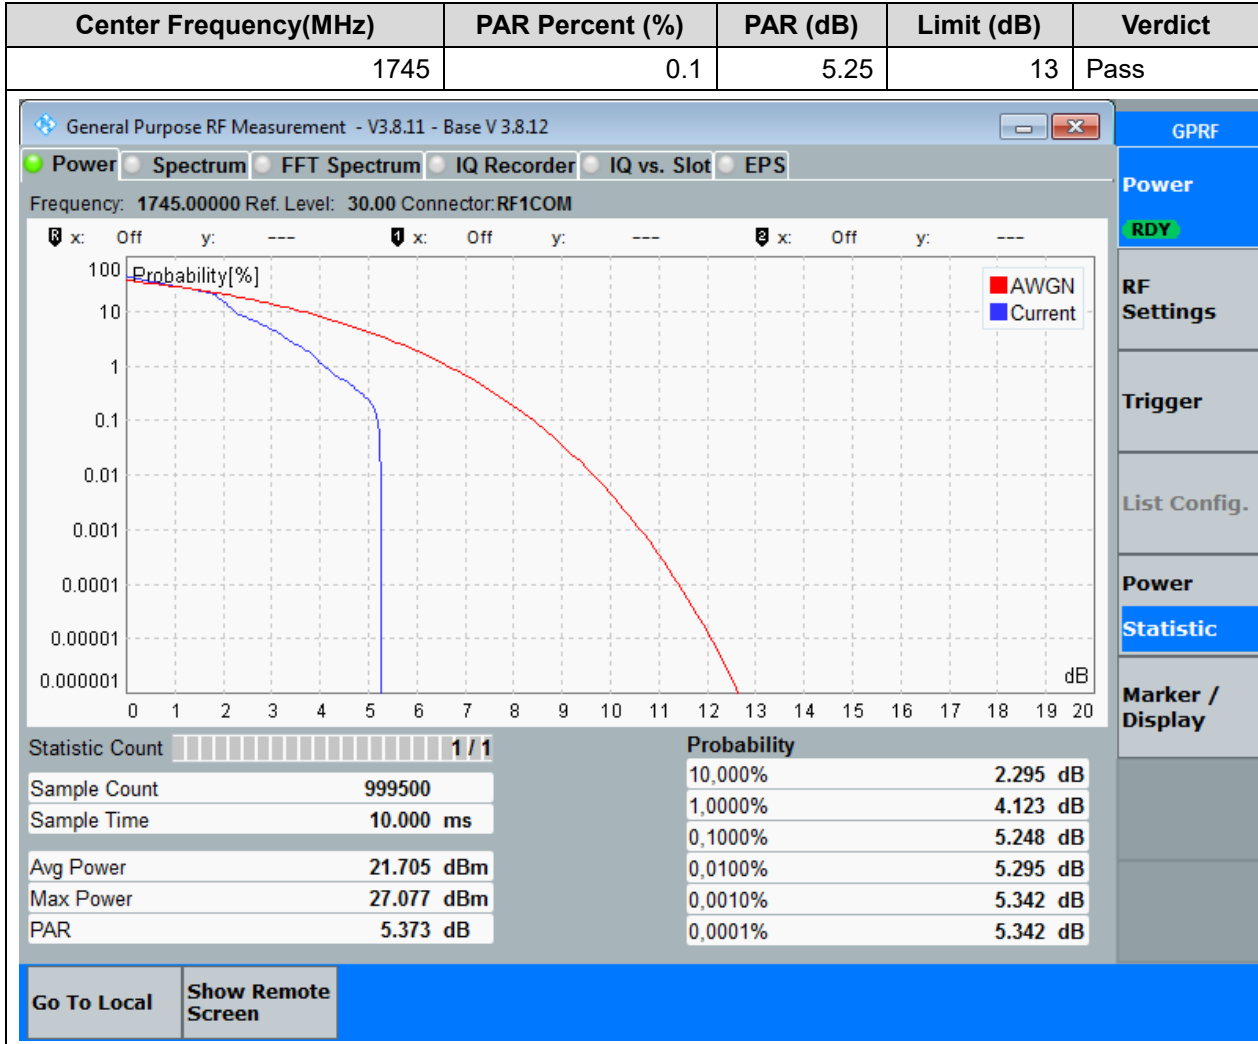 Center Frequency(MHz) PAR Percent (%) PAR (dB) Limit (dB) Verdict
1745 0.1 5.25 13 Pass
General Purpose RF Measurement - V3.8.11 - Base V 3.8.12
GPRF
Power Spectrum FFT Spectrum IQ Recorder IQ vs. Slot EPS
Frequency: 1745.00000 Ref. Level: 30.00 Connector: RF1COM
R x: Off y: --- 1 x: Off y: --- 2 x: Off y: ---
Probability[%]
AWGN
Current
100
10
1
0.1
0.01
0.001
0.0001
0.00001
0.000001
dB
0 1 2 3 4 5 6 7 8 9 10 11 12 13 14 15 16 17 18 19 20
Statistic Count 1 / 1
Sample Count 999500
Sample Time 10.000 ms
Avg Power 21.705 dBm
Max Power 27.077 dBm
PAR 5.373 dB
Probability
10,000% 2.295 dB
1,0000% 4.123 dB
0,1000% 5.248 dB
0,0100% 5.295 dB
0,0010% 5.342 dB
0,0001% 5.342 dB
Power
RDY
RF
Settings
Trigger
List Config.
Power
Statistic
Marker /
Display
Go To Local
Show Remote
Screen